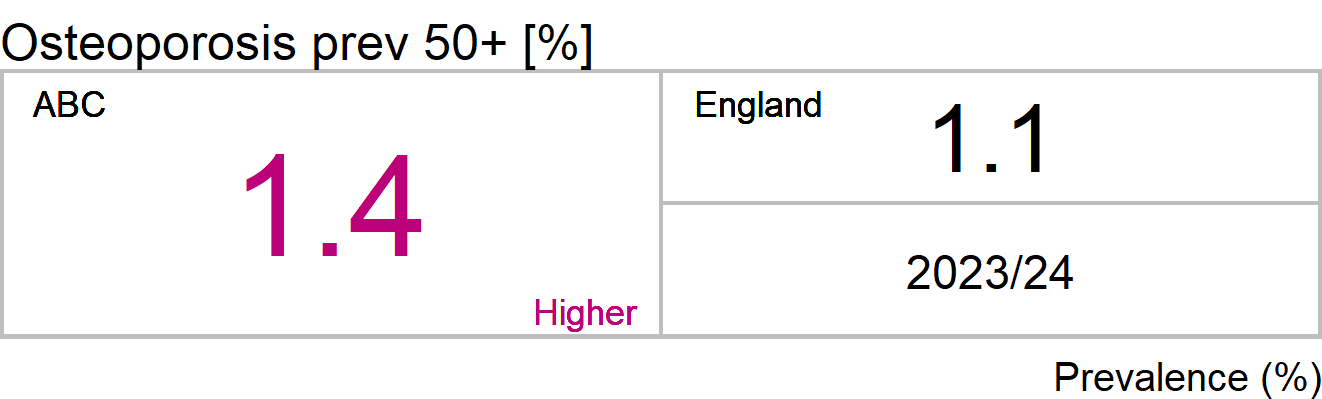 Osteoporosis prev 50+ [%]
ABC
1.4
Higher
England
1.1
2023/24
Prevalence (%)